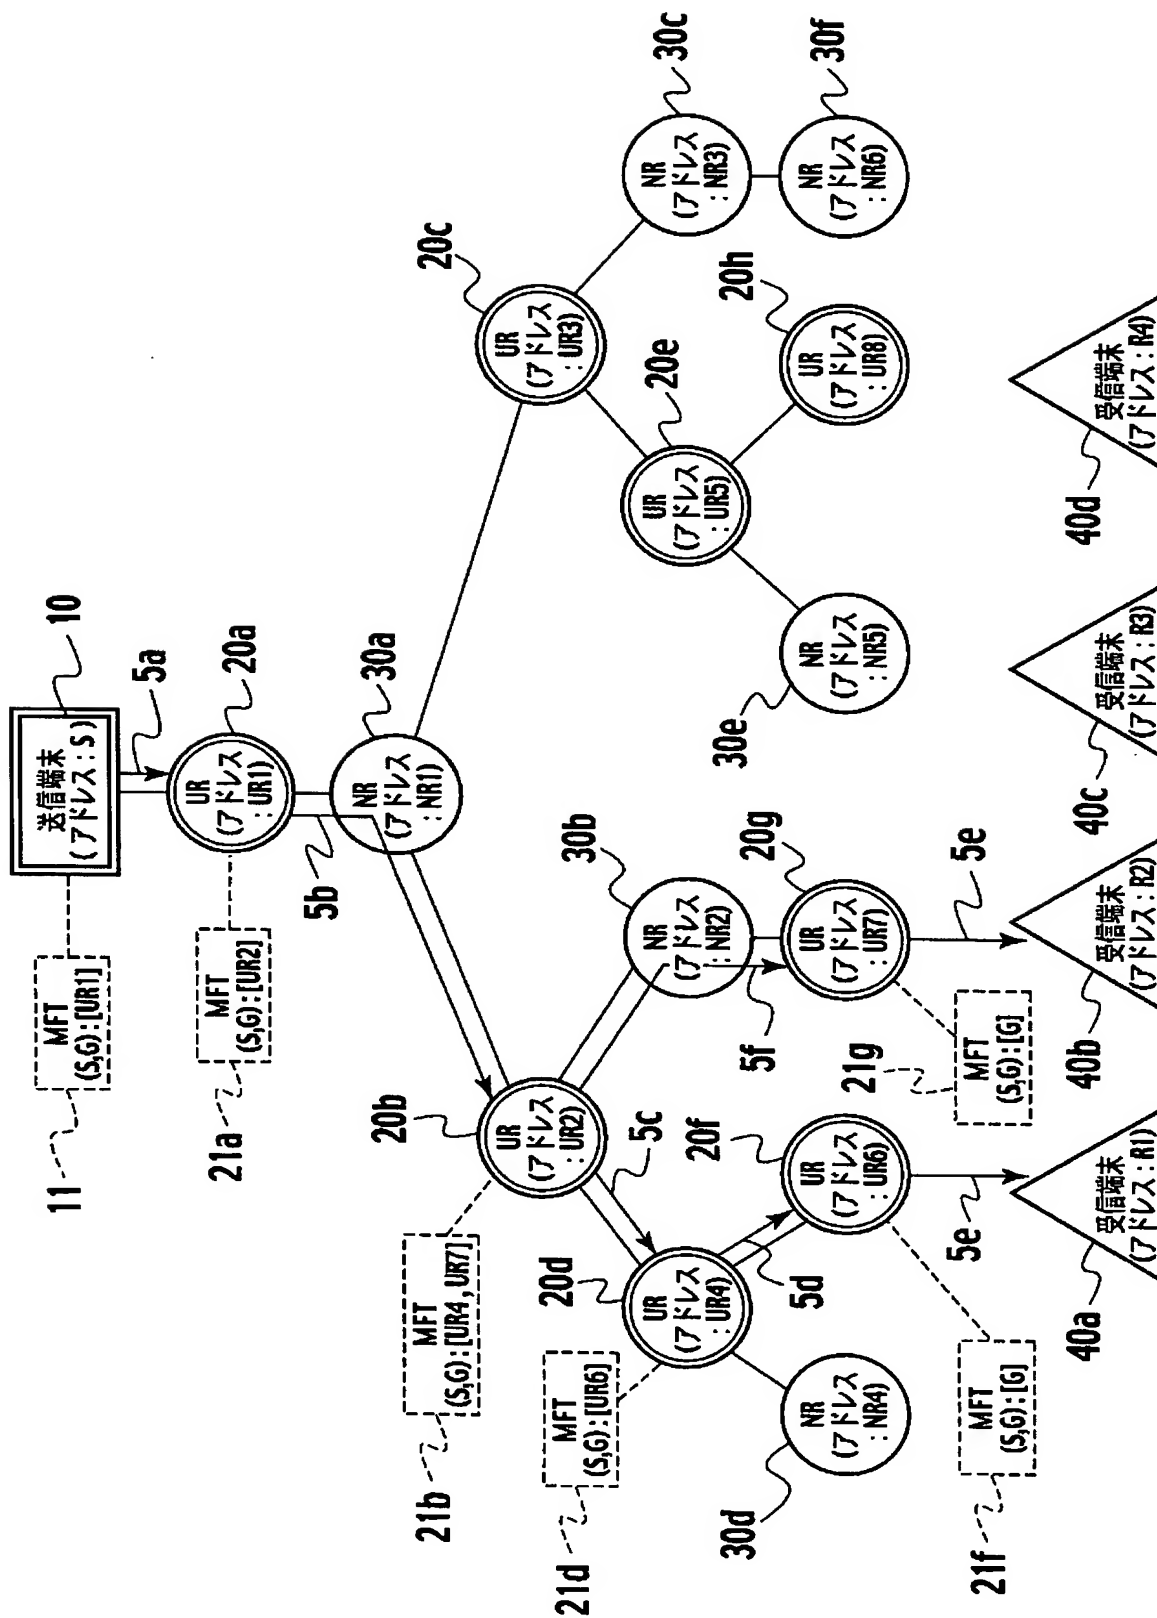 10
送信端末
(アドレス:S)
5a
MFT
(S,G):[UR1]
11
20a
UR
(アドレス
:UR1)
MFT
(S,G):[UR2]
21a
5b
30a
NR
(アドレス
:NR1)
20b
UR
(アドレス
:UR2)
MFT
(S,G):[UR4,UR7]
21b
20c
UR
(アドレス
:UR3)
5c
20d
UR
(アドレス
:UR4)
MFT
(S,G):[UR6]
21d
30b
NR
(アドレス
:NR2)
20e
UR
(アドレス
:UR5)
30c
NR
(アドレス
:NR3)
5d
5f
30d
NR
(アドレス
:NR4)
20f
UR
(アドレス
:UR6)
20g
UR
(アドレス
:UR7)
30e
NR
(アドレス
:NR5)
20h
UR
(アドレス
:UR8)
30f
NR
(アドレス
:NR6)
MFT
(S,G):[G]
21f
MFT
(S,G):[G]
21g
5e
5e
40a
受信端末
(アドレス:R1)
40b
受信端末
(アドレス:R2)
40c
受信端末
(アドレス:R3)
40d
受信端末
(アドレス:R4)